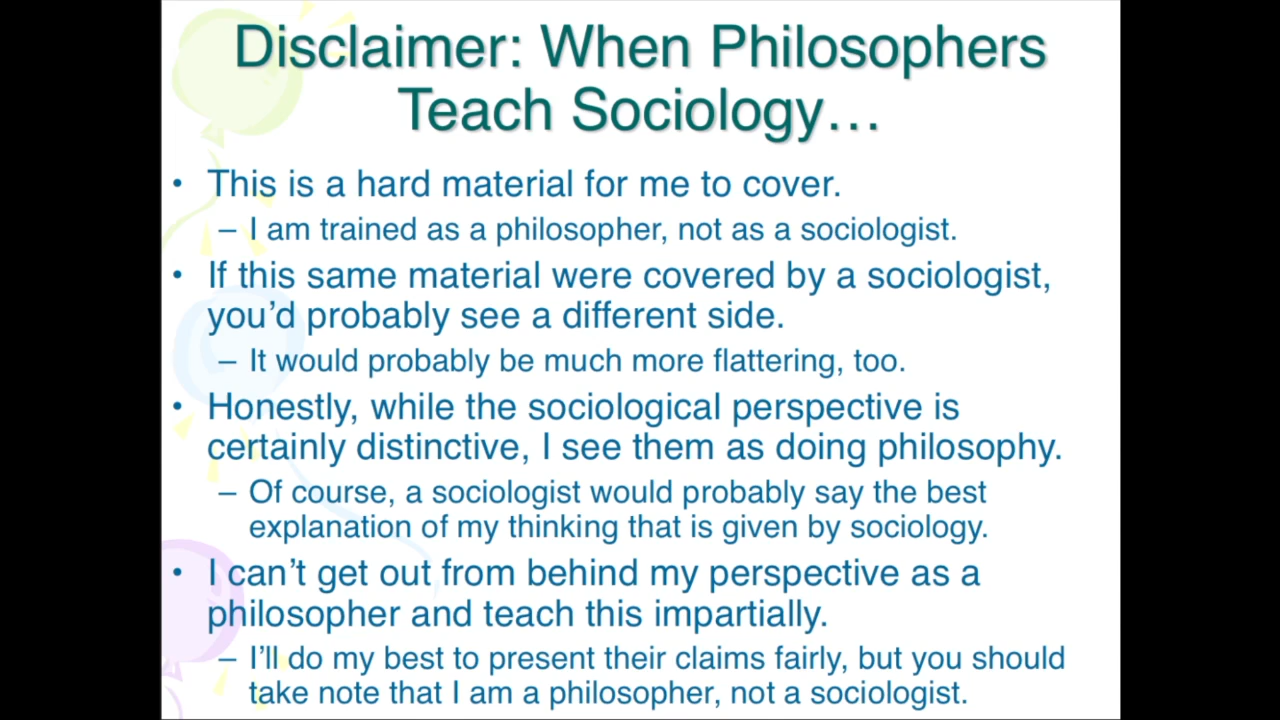 Disclaimer: When Philosophers
Teach Sociology…
• This is a hard material for me to cover.
– I am trained as a philosopher, not as a sociologist.
• If this same material were covered by a sociologist,
you’d probably see a different side.
– It would probably be much more flattering, too.
• Honestly, while the sociological perspective is
certainly distinctive, I see them as doing philosophy.
– Of course, a sociologist would probably say the best
explanation of my thinking that is given by sociology.
• I can’t get out from behind my perspective as a
philosopher and teach this impartially.
– I’ll do my best to present their claims fairly, but you should
take note that I am a philosopher, not a sociologist.